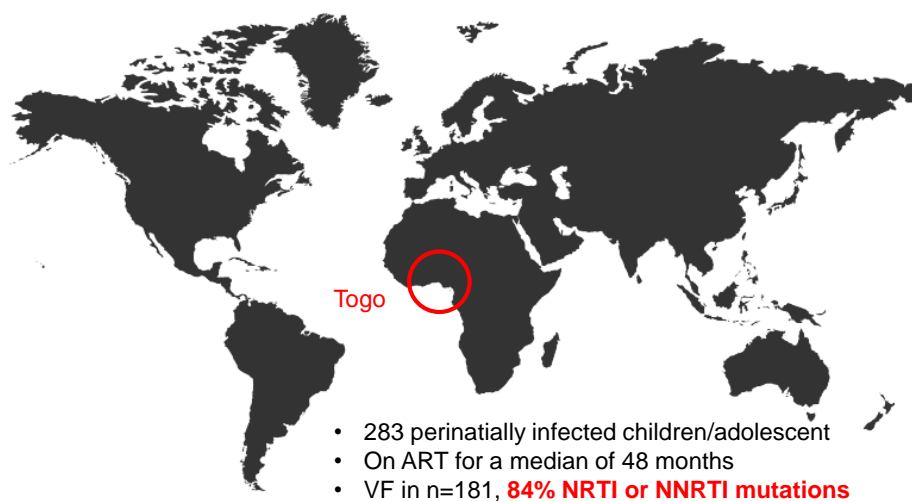 Togo
• 283 perinatially infected children/adolescent
• On ART for a median of 48 months
• VF in n=181, 84% NRTI or NNRTI mutations